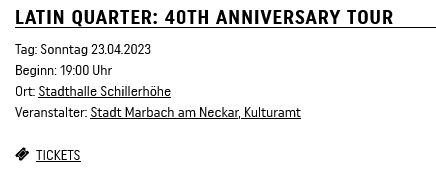 LATIN QUARTER: 40TH ANNIVERSARY TOUR
Tag: Sonntag 23.04.2023
Beginn: 19:00 Uhr
Ort: Stadthalle Schillerhöhe
Veranstalter: Stadt Marbach am Neckar, Kulturamt
TICKETS